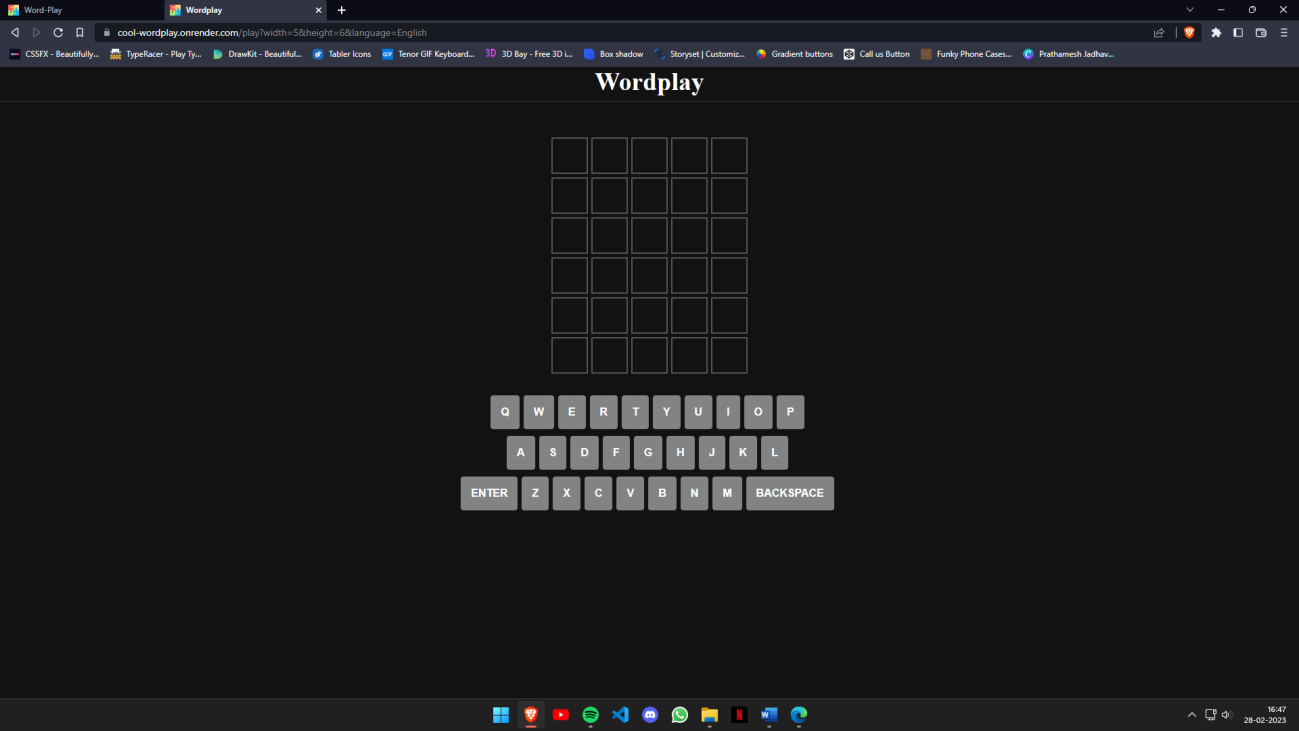 Word-Play
Wordplay
cool-wordplay.onrender.com/play?width=5&height=6&language=English
CSSFX - Beautifully... TypeRacer - Play Ty... DrawKit - Beautiful... Tabler Icons Tenor GIF Keyboard... 3D Bay - Free 3D i... Box shadow Storyset | Customiz... Gradient buttons Call us Button Funky Phone Cases... Prathamesh Jadhav...
Wordplay
Q W E R T Y U I O P
A S D F G H J K L
ENTER Z X C V B N M BACKSPACE
16:47
28-02-2023